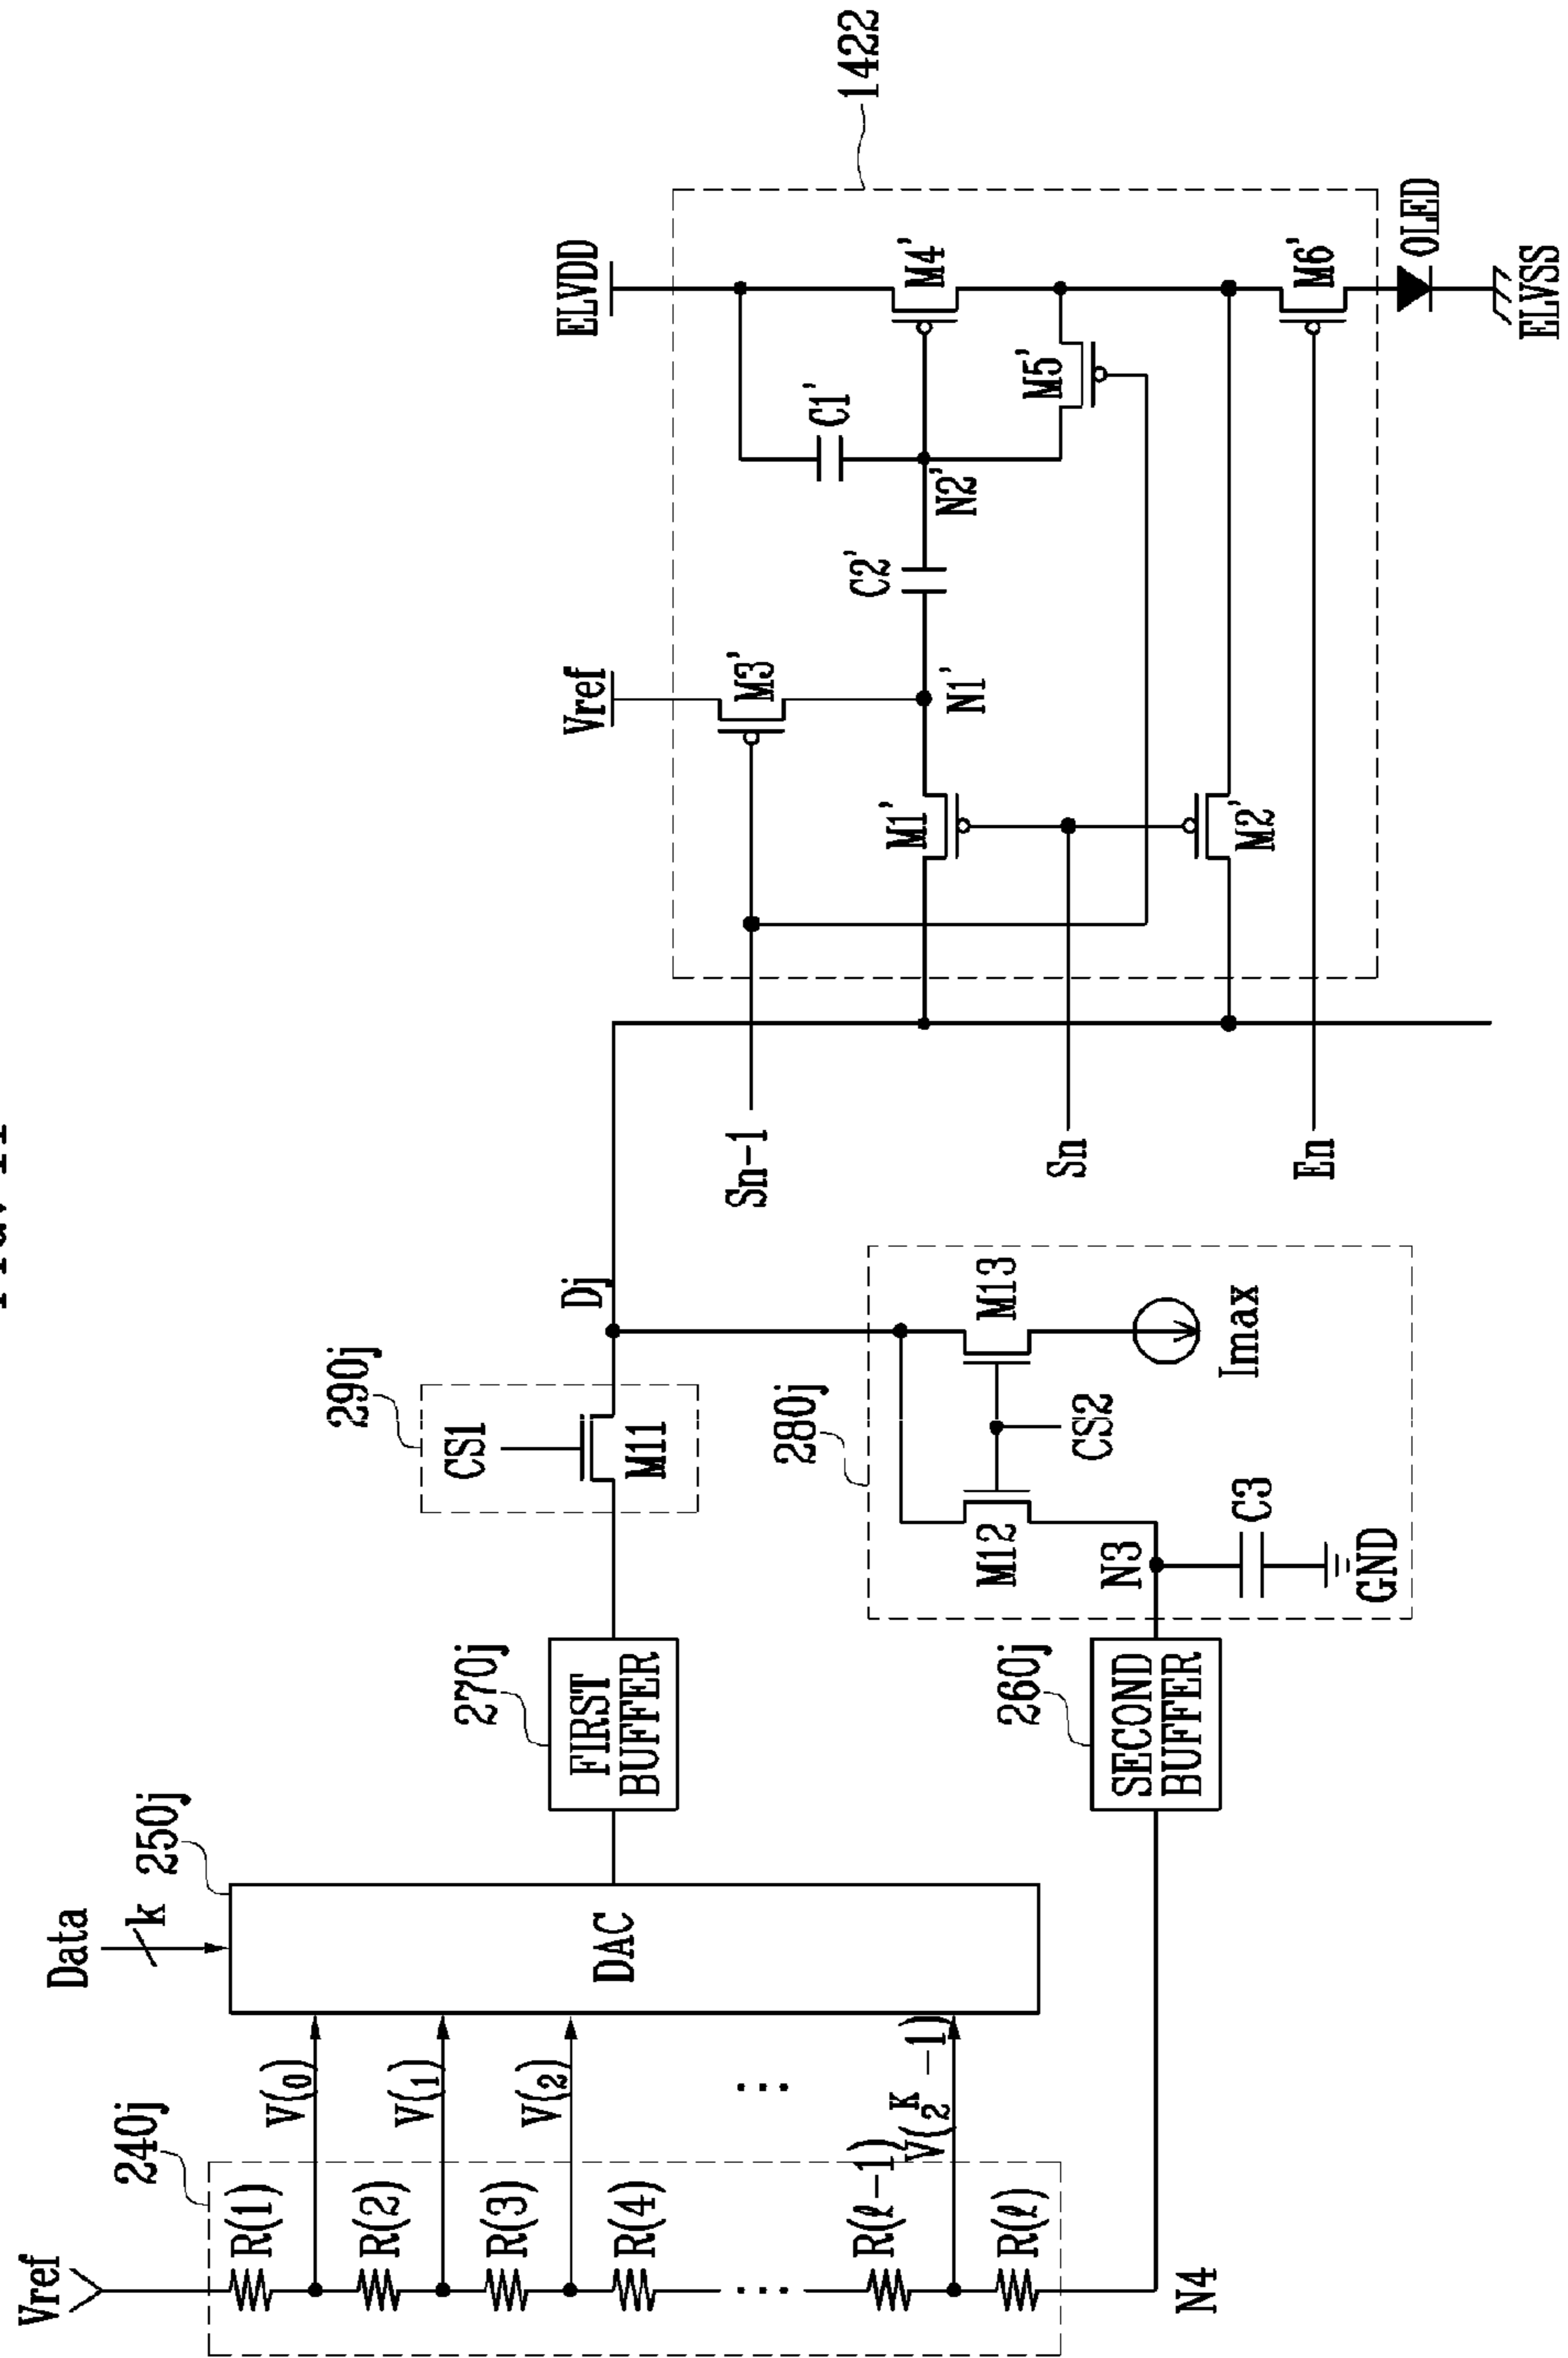 Vref
240j
R(1)
R(2)
R(3)
R(4)
...
R(ℓ-1)
R(ℓ)
N4
V(0)
V(1)
V(2)
...
V(2K -1)
Data
k
250j
DAC
270j
FIRST
BUFFER
260j
SECOND
BUFFER
290j
CS1
M11
Dj
280j
M12
M13
CS2
N3
C3
GND
Imax
Sn-1
Sn
En
Vref
ELVDD
1422
M3'
M1'
N1'
M2'
C2'
N2'
C1'
M4'
M5'
M6'
OLED
ELVSS